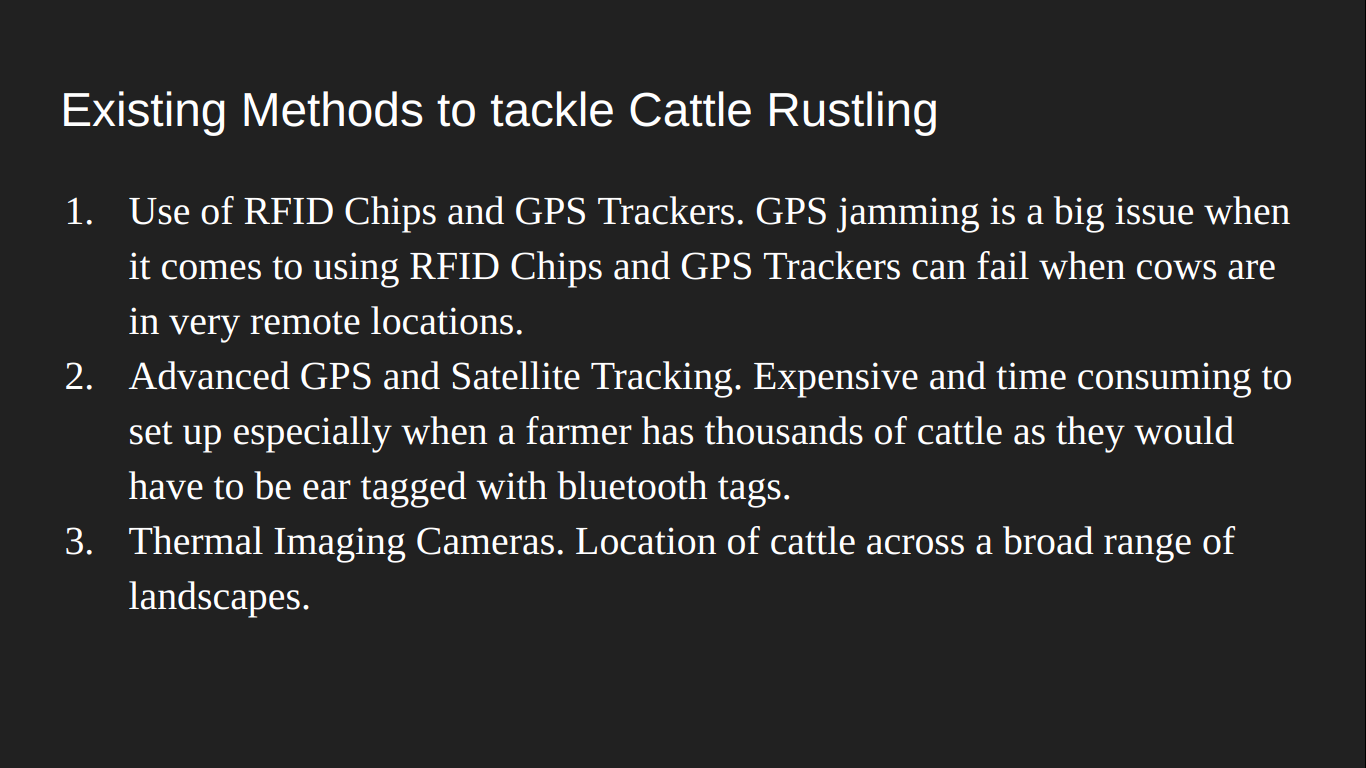 Existing Methods to tackle Cattle Rustling
1. Use of RFID Chips and GPS Trackers. GPS jamming is a big issue when
it comes to using RFID Chips and GPS Trackers can fail when cows are
in very remote locations.
2. Advanced GPS and Satellite Tracking. Expensive and time consuming to
set up especially when a farmer has thousands of cattle as they would
have to be ear tagged with bluetooth tags.
3. Thermal Imaging Cameras. Location of cattle across a broad range of
landscapes.